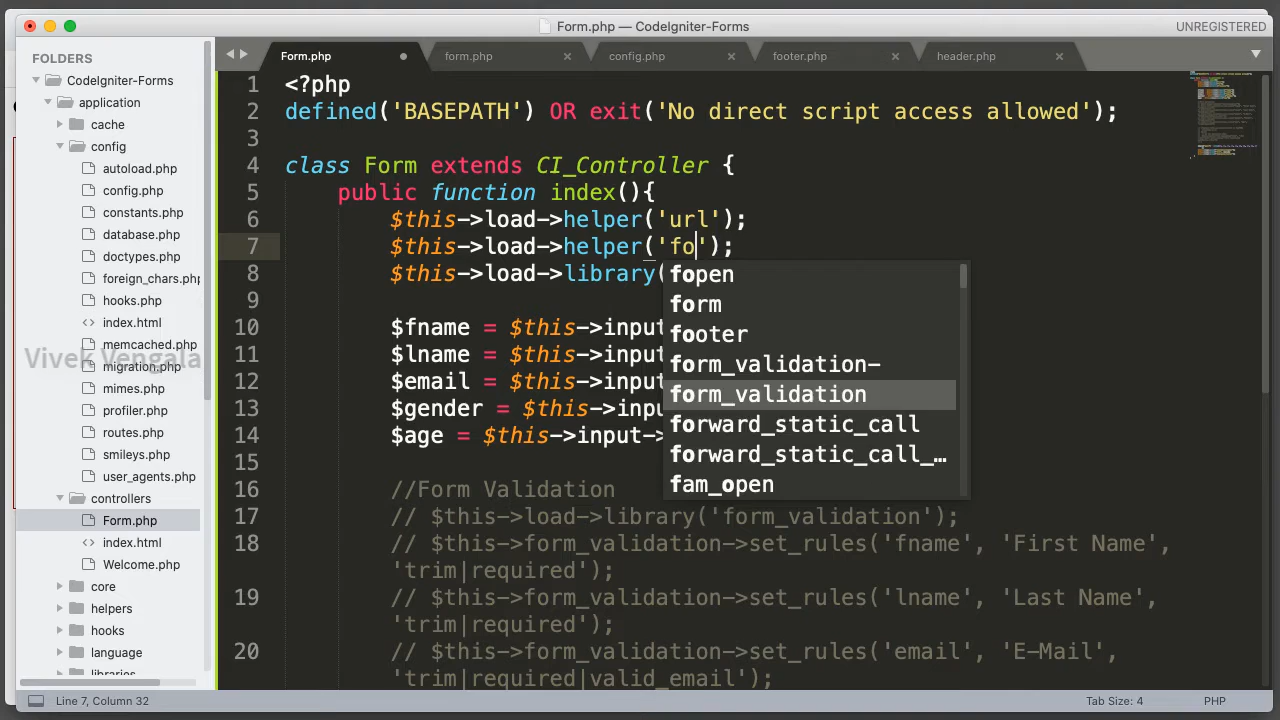 Form.php — CodeIgniter-Forms
UNREGISTERED
FOLDERS
CodeIgniter-Forms
application
cache
config
autoload.php
config.php
constants.php
database.php
doctypes.php
foreign_chars.php
hooks.php
index.html
memcached.php
migration.php
mimes.php
profiler.php
routes.php
smileys.php
user_agents.php
controllers
Form.php
index.html
Welcome.php
core
helpers
hooks
language
libraries
Vivek Vengala
Form.php
form.php
config.php
footer.php
header.php
1 <?php
2 defined('BASEPATH') OR exit('No direct script access allowed');
3
4 class Form extends CI_Controller {
5 public function index(){
6 $this->load->helper('url');
7 $this->load->helper('fo');
8 $this->load->library(
9
10 $fname = $this->input
11 $lname = $this->input
12 $email = $this->input
13 $gender = $this->inpu
14 $age = $this->input->
15
16 //Form Validation
17 // $this->load->library('form_validation');
18 // $this->form_validation->set_rules('fname', 'First Name',
'trim|required');
19 // $this->form_validation->set_rules('lname', 'Last Name',
'trim|required');
20 // $this->form_validation->set_rules('email', 'E-Mail',
'trim|required|valid_email');
fopen
form
footer
form_validation-
form_validation
forward_static_call
forward_static_call_…
fam_open
Line 7, Column 32
Tab Size: 4
PHP